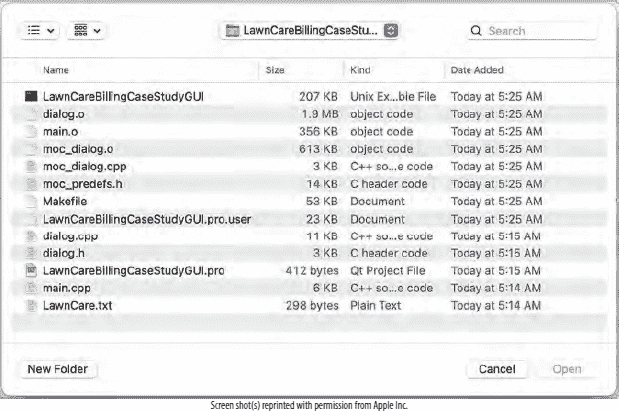 LawnCareBillingCaseStu...
Search
Name Size Kind Date Added
LawnCareBillingCaseStudyGUI 207 KB Unix Ex...ble File Today at 5:25 AM
dialog.o 1.9 MB object code Today at 5:25 AM
main.o 356 KB object code Today at 5:25 AM
moc_dialog.o 613 KB object code Today at 5:25 AM
moc_dialog.cpp 3 KB C++ so...e code Today at 5:25 AM
moc_predefs.h 14 KB C header code Today at 5:25 AM
Makefile 53 KB Document Today at 5:25 AM
LawnCareBillingCaseStudyGUI.pro.user 23 KB Document Today at 5:25 AM
dialog.cpp 11 KB C++ so...e code Today at 5:15 AM
dialog.h 3 KB C header code Today at 5:15 AM
LawnCareBillingCaseStudyGUI.pro 412 bytes Qt Project File Today at 5:15 AM
main.cpp 6 KB C++ so...e code Today at 5:14 AM
LawnCare.txt 298 bytes Plain Text Today at 5:14 AM
New Folder Cancel Open
Screen shot(s) reprinted with permission from Apple Inc.